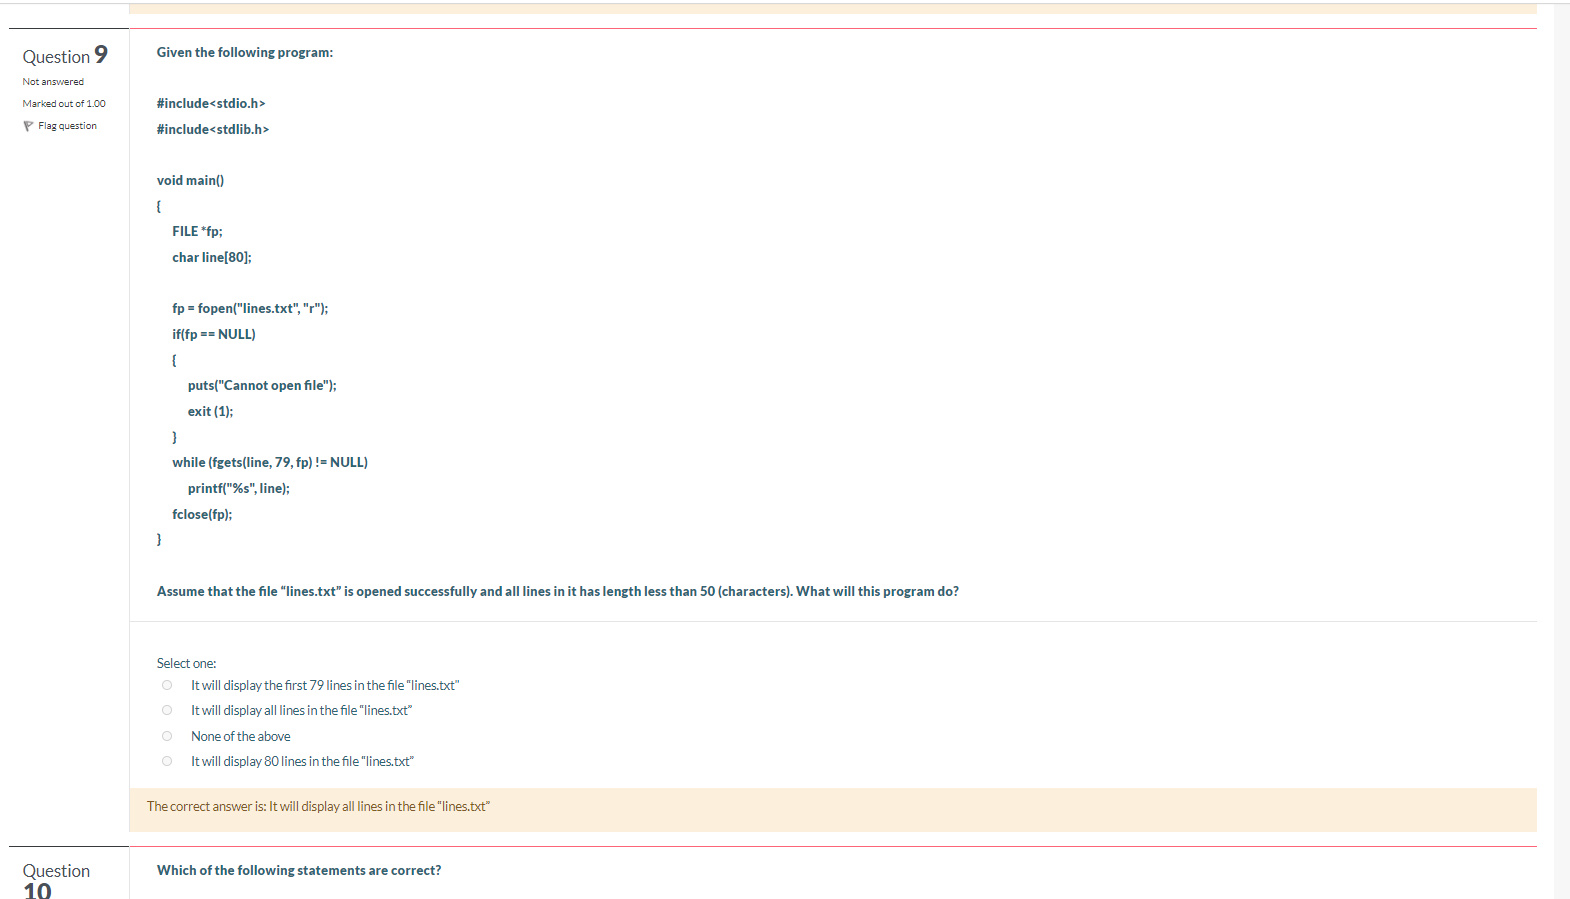 Question 9
Not answered
Marked out of 1.00
Flag question
Given the following program:
#include<stdio.h>
#include<stdlib.h>
void main()
{
FILE *fp;
char line[80];
fp = fopen("lines.txt", "r");
if(fp == NULL)
{
puts("Cannot open file");
exit (1);
}
while (fgets(line, 79, fp) != NULL)
printf("%s", line);
fclose(fp);
}
Assume that the file “lines.txt” is opened successfully and all lines in it has length less than 50 (characters). What will this program do?
Select one:
It will display the first 79 lines in the file “lines.txt"
It will display all lines in the file “lines.txt”
None of the above
It will display 80 lines in the file “lines.txt”
The correct answer is: It will display all lines in the file “lines.txt”
Question
10
Which of the following statements are correct?